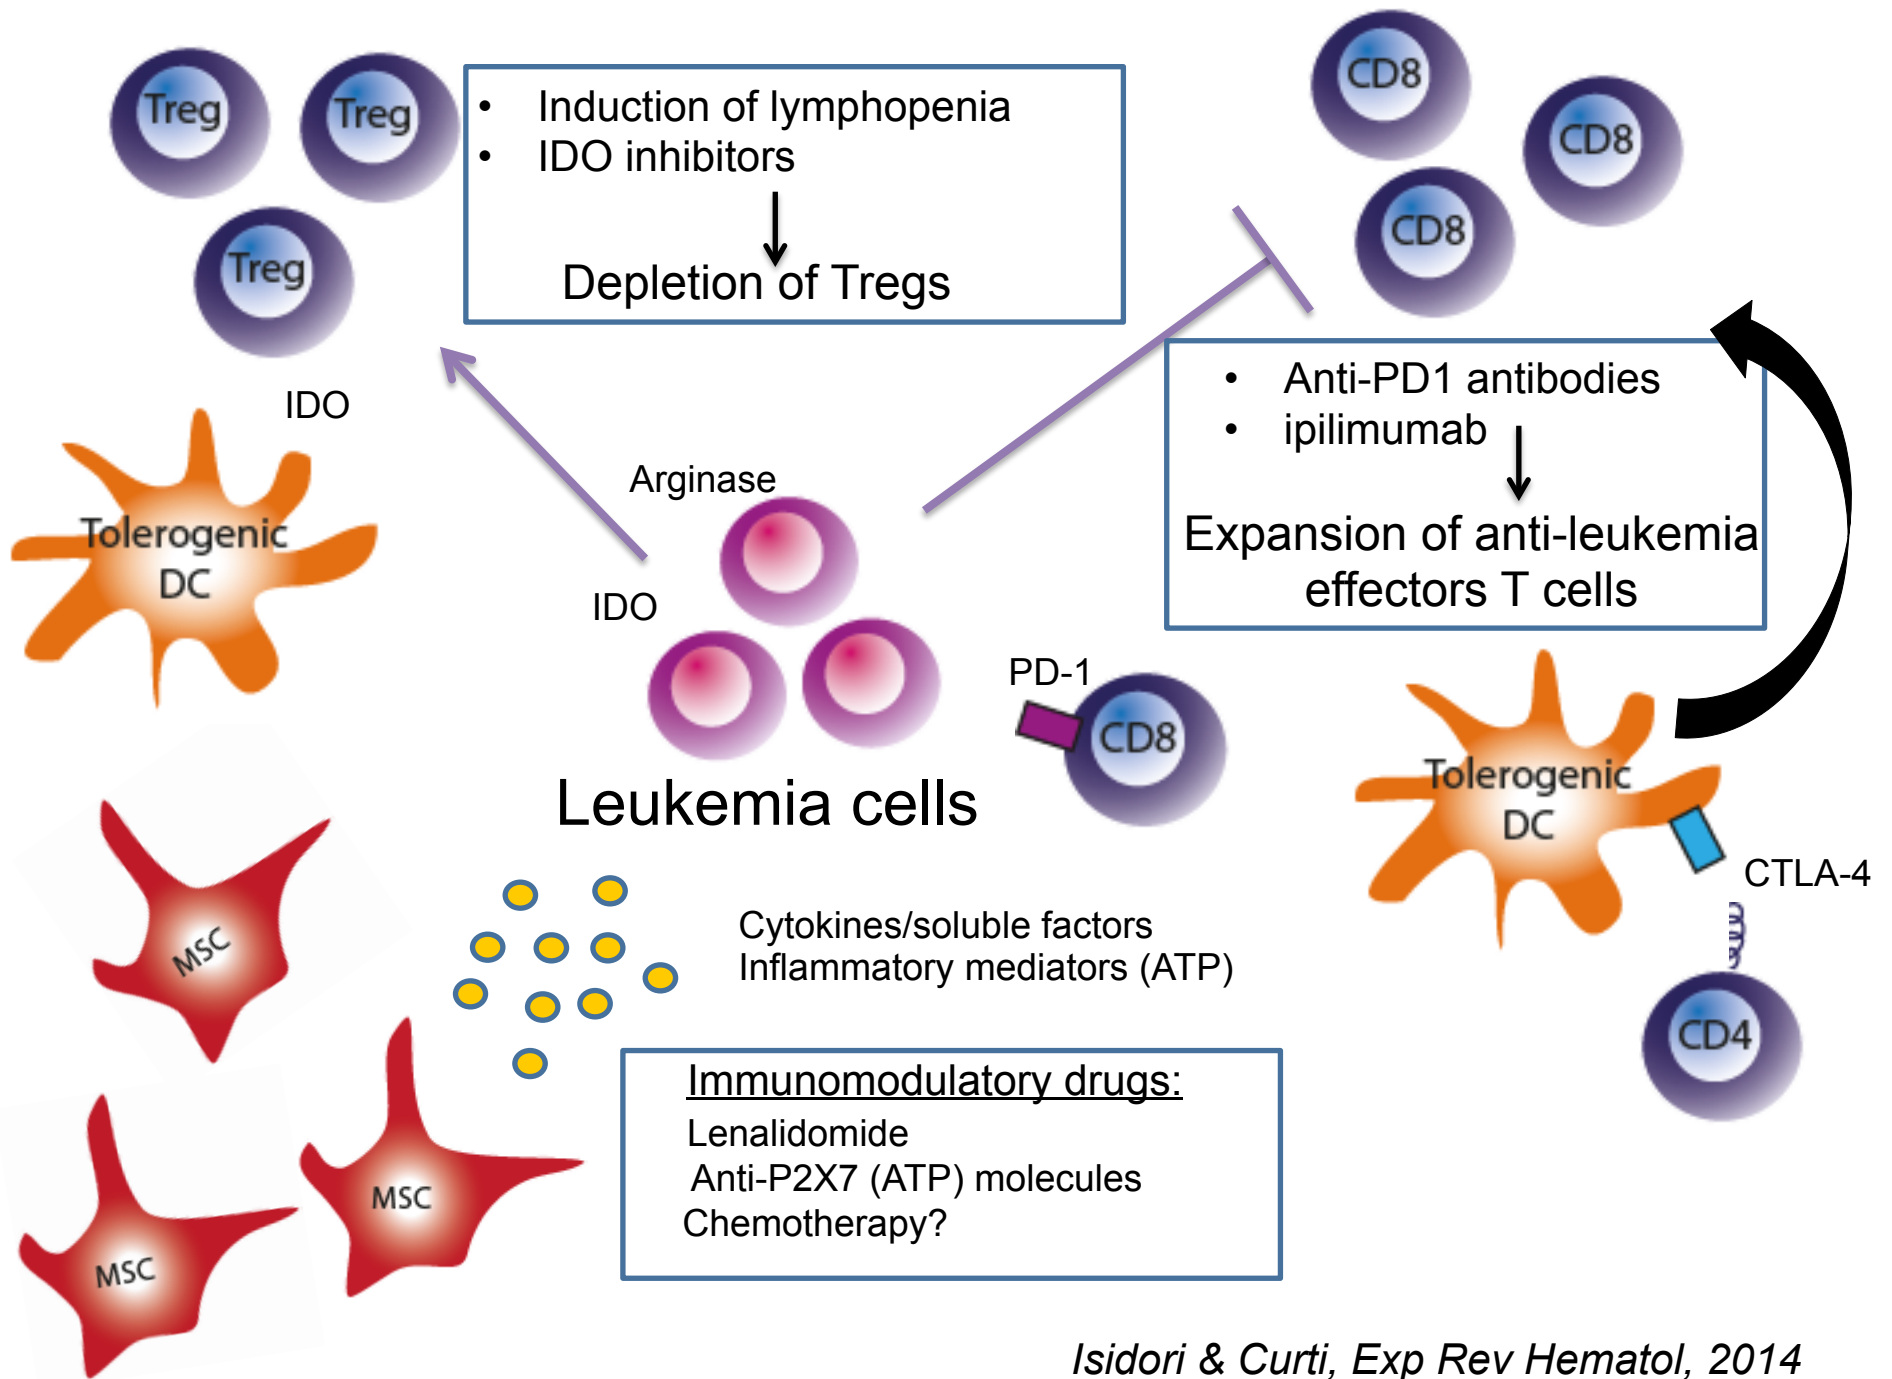 Treg
Treg
Treg
• Induction of lymphopenia
• IDO inhibitors
Depletion of Tregs
CD8
CD8
CD8
IDO
Tolerogenic
DC
Arginase
IDO
Leukemia cells
• Anti-PD1 antibodies
• ipilimumab
Expansion of anti-leukemia
effectors T cells
PD-1
CD8
Tolerogenic
DC
CTLA-4
CD4
MSC
MSC
MSC
Cytokines/soluble factors
Inflammatory mediators (ATP)
Immunomodulatory drugs:
Lenalidomide
Anti-P2X7 (ATP) molecules
Chemotherapy?
Isidori & Curti, Exp Rev Hematol, 2014